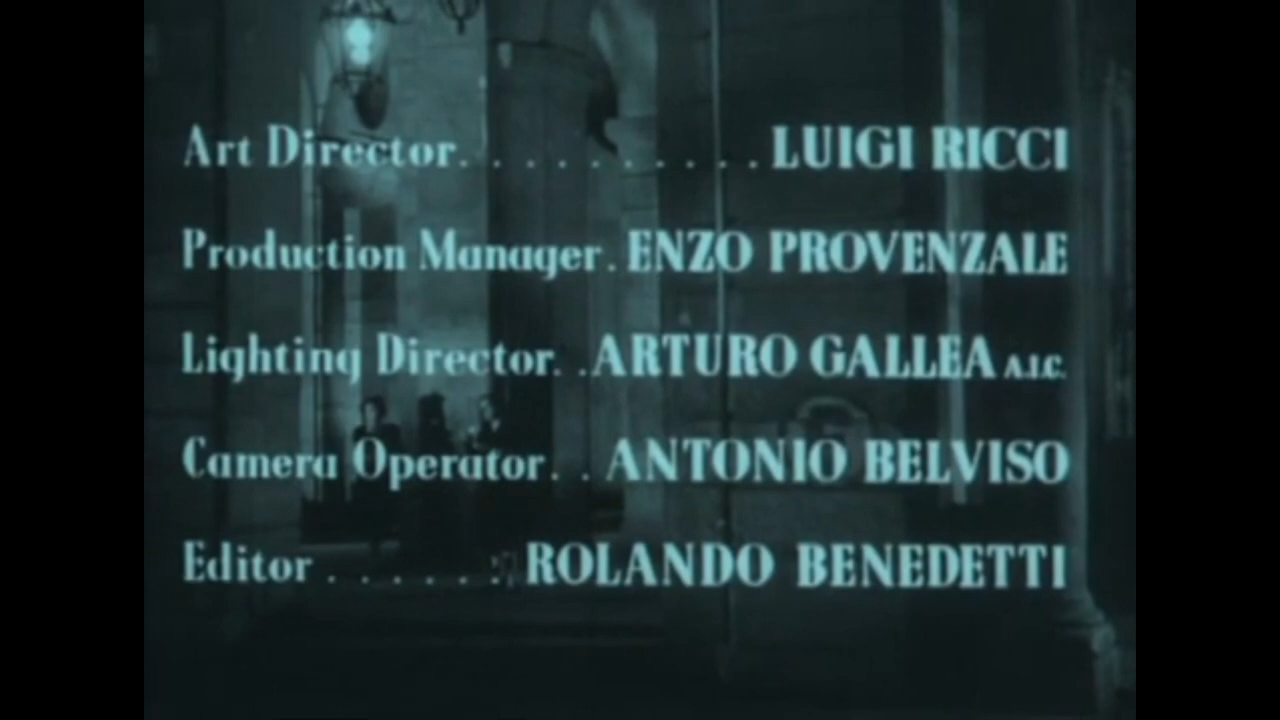 Art Director. . . . . . . . . . LUIGI RICCI
Production Manager. ENZO PROVENZALE
Lighting Director. . ARTURO GALLEA A.I.C.
Camera Operator. . ANTONIO BELVISO
Editor . . . . . . ROLANDO BENEDETTI